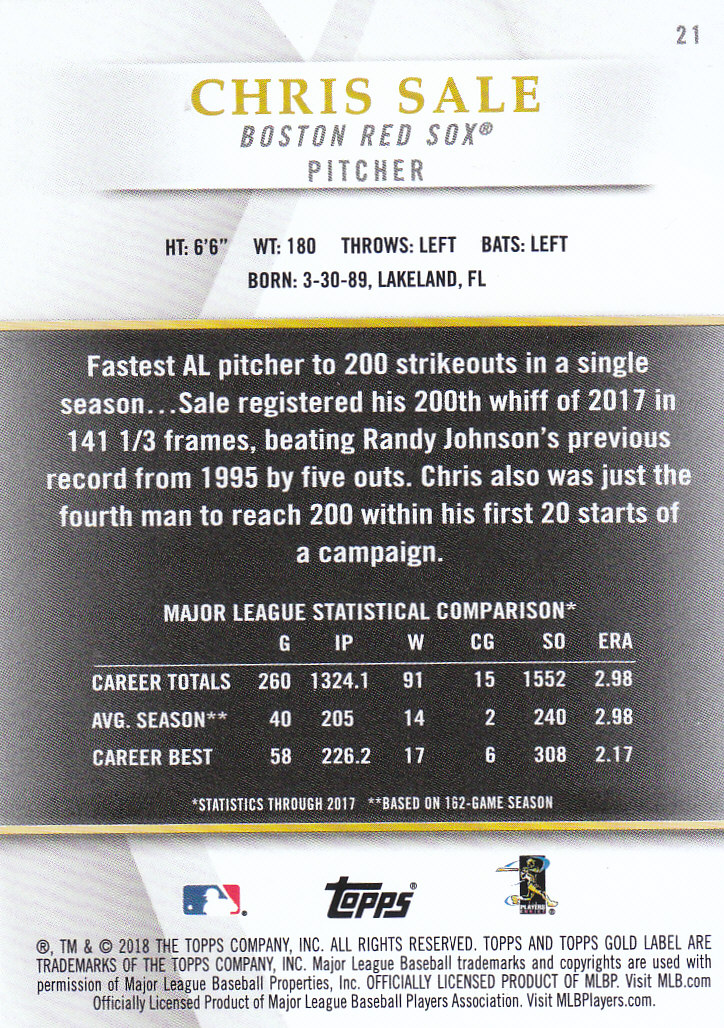 21
CHRIS SALE
BOSTON RED SOX®
PITCHER
HT: 6'6" WT: 180 THROWS: LEFT BATS: LEFT
BORN: 3-30-89, LAKELAND, FL
Fastest AL pitcher to 200 strikeouts in a single
season...Sale registered his 200th whiff of 2017 in
141 1/3 frames, beating Randy Johnson's previous
record from 1995 by five outs. Chris also was just the
fourth man to reach 200 within his first 20 starts of
a campaign.
MAJOR LEAGUE STATISTICAL COMPARISON*
G IP W CG SO ERA
CAREER TOTALS 260 1324.1 91 15 1552 2.98
AVG. SEASON** 40 205 14 2 240 2.98
CAREER BEST 58 226.2 17 6 308 2.17
*STATISTICS THROUGH 2017 **BASED ON 162-GAME SEASON
topps®
PLAYERS
®, TM & © 2018 THE TOPPS COMPANY, INC. ALL RIGHTS RESERVED. TOPPS AND TOPPS GOLD LABEL ARE
TRADEMARKS OF THE TOPPS COMPANY, INC. Major League Baseball trademarks and copyrights are used with
permission of Major League Baseball Properties, Inc. OFFICIALLY LICENSED PRODUCT OF MLBP. Visit MLB.com
Officially Licensed Product of Major League Baseball Players Association. Visit MLBPlayers.com.